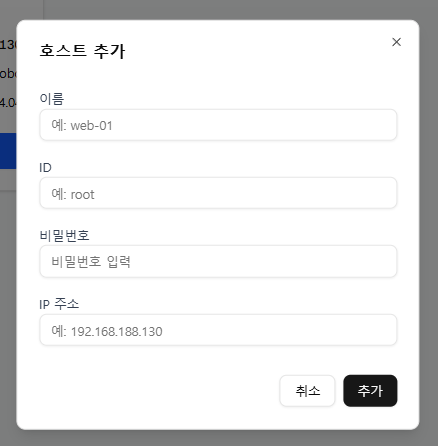 호스트 추가
이름
예: web-01
ID
예: root
비밀번호
비밀번호 입력
IP 주소
예: 192.168.188.130
취소
추가